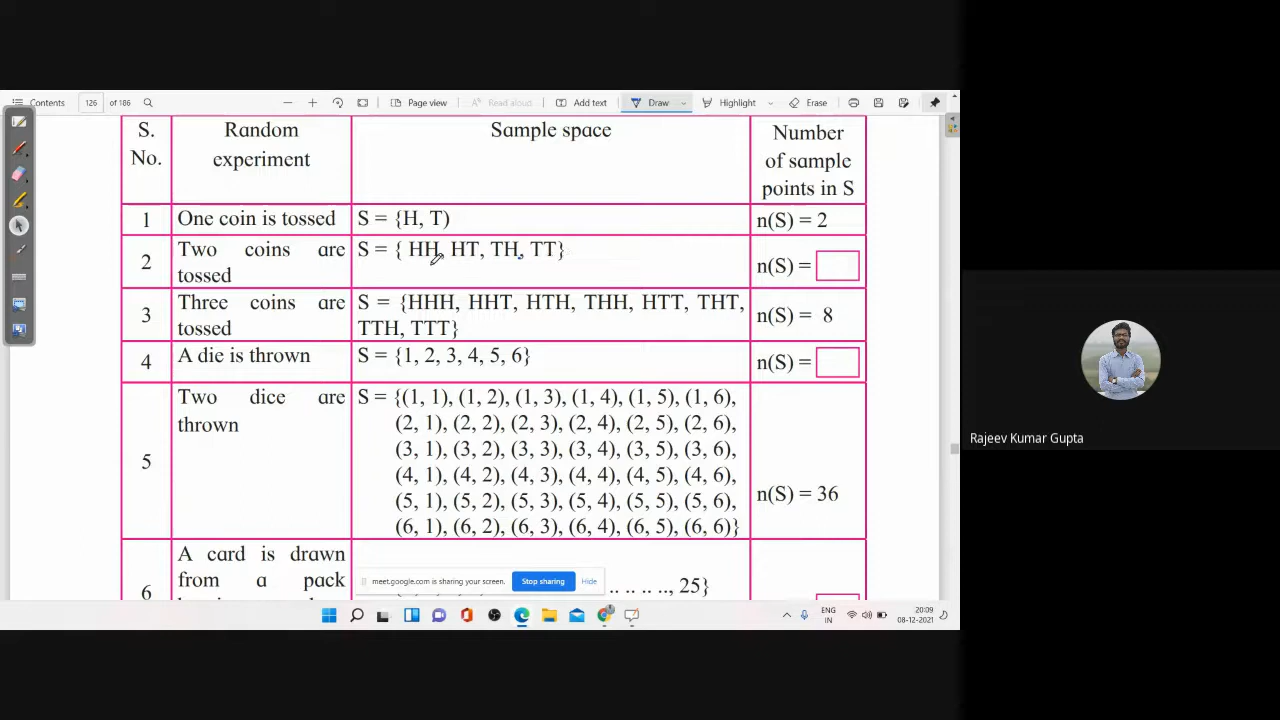 Contents 126 of 186 Page view Read aloud Add text Draw Highlight Erase
S. No. Random experiment Sample space Number of sample points in S
1 One coin is tossed S = {H, T) n(S) = 2
2 Two coins are tossed S = { HH, HT, TH, TT} n(S) =
3 Three coins are tossed S = {HHH, HHT, HTH, THH, HTT, THT, TTH, TTT} n(S) = 8
4 A die is thrown S = {1, 2, 3, 4, 5, 6} n(S) =
5 Two dice are thrown S = {(1, 1), (1, 2), (1, 3), (1, 4), (1, 5), (1, 6),
(2, 1), (2, 2), (2, 3), (2, 4), (2, 5), (2, 6),
(3, 1), (3, 2), (3, 3), (3, 4), (3, 5), (3, 6),
(4, 1), (4, 2), (4, 3), (4, 4), (4, 5), (4, 6),
(5, 1), (5, 2), (5, 3), (5, 4), (5, 5), (5, 6),
(6, 1), (6, 2), (6, 3), (6, 4), (6, 5), (6, 6)}
n(S) = 36
6 A card is drawn
from a pack
.. .. .. .., 25}
meet.google.com is sharing your screen. Stop sharing Hide
ENG IN 20:09 08-12-2021
Rajeev Kumar Gupta